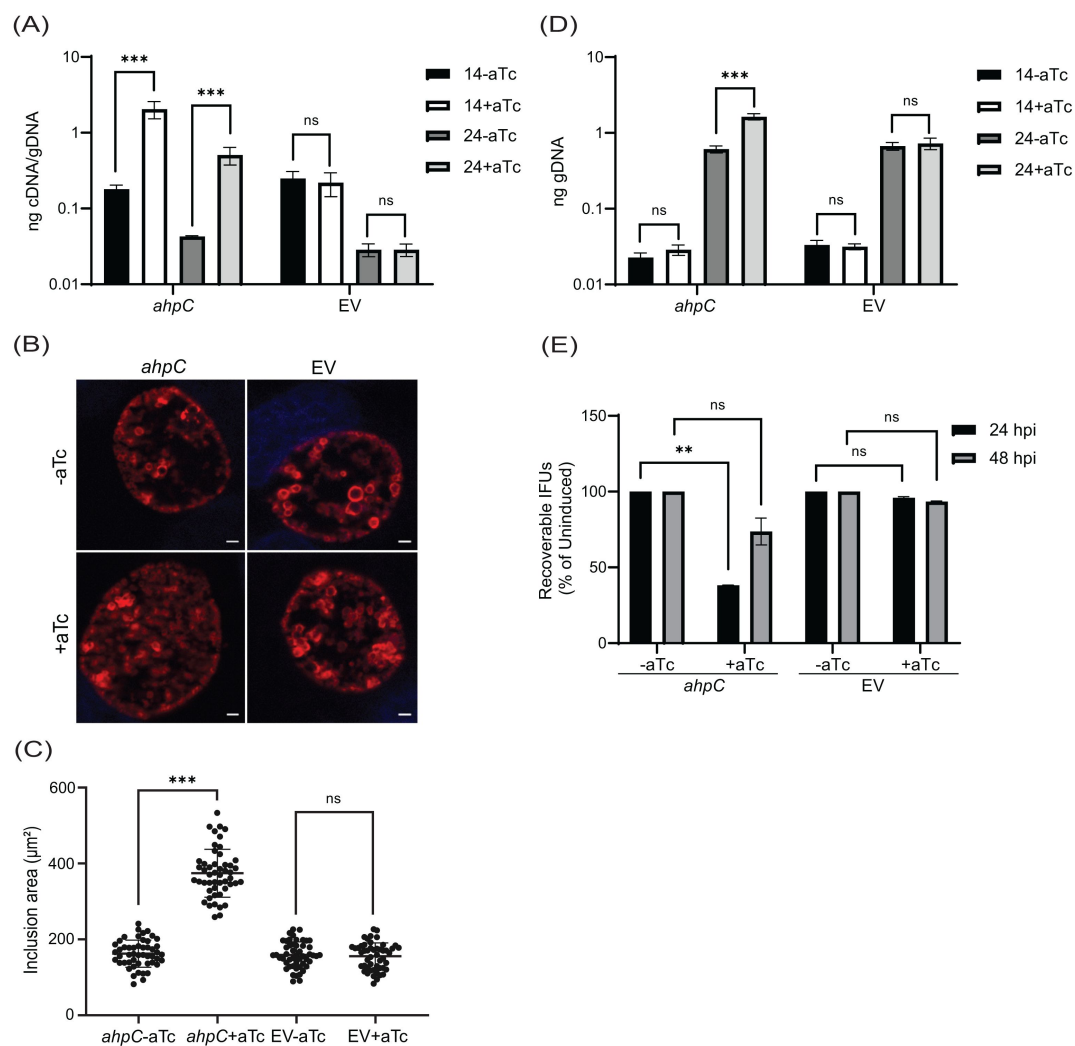 (A)
ng cDNA/gDNA
10
1
0.1
0.01
***
***
ns
ns
ahpC
EV
14-aTc
14+aTc
24-aTc
24+aTc
(D)
ng gDNA
10
1
0.1
0.01
ns
***
ns
ns
ahpC
EV
14-aTc
14+aTc
24-aTc
24+aTc
(B)
ahpC
EV
-aTc
+aTc
(E)
Recoverable IFUs
(% of Uninduced)
150
100
50
0
ns
**
ns
ns
24 hpi
48 hpi
-aTc
+aTc
-aTc
+aTc
ahpC
EV
(C)
Inclusion area (µm²)
600
400
200
0
***
ns
ahpC-aTc
ahpC+aTc
EV-aTc
EV+aTc